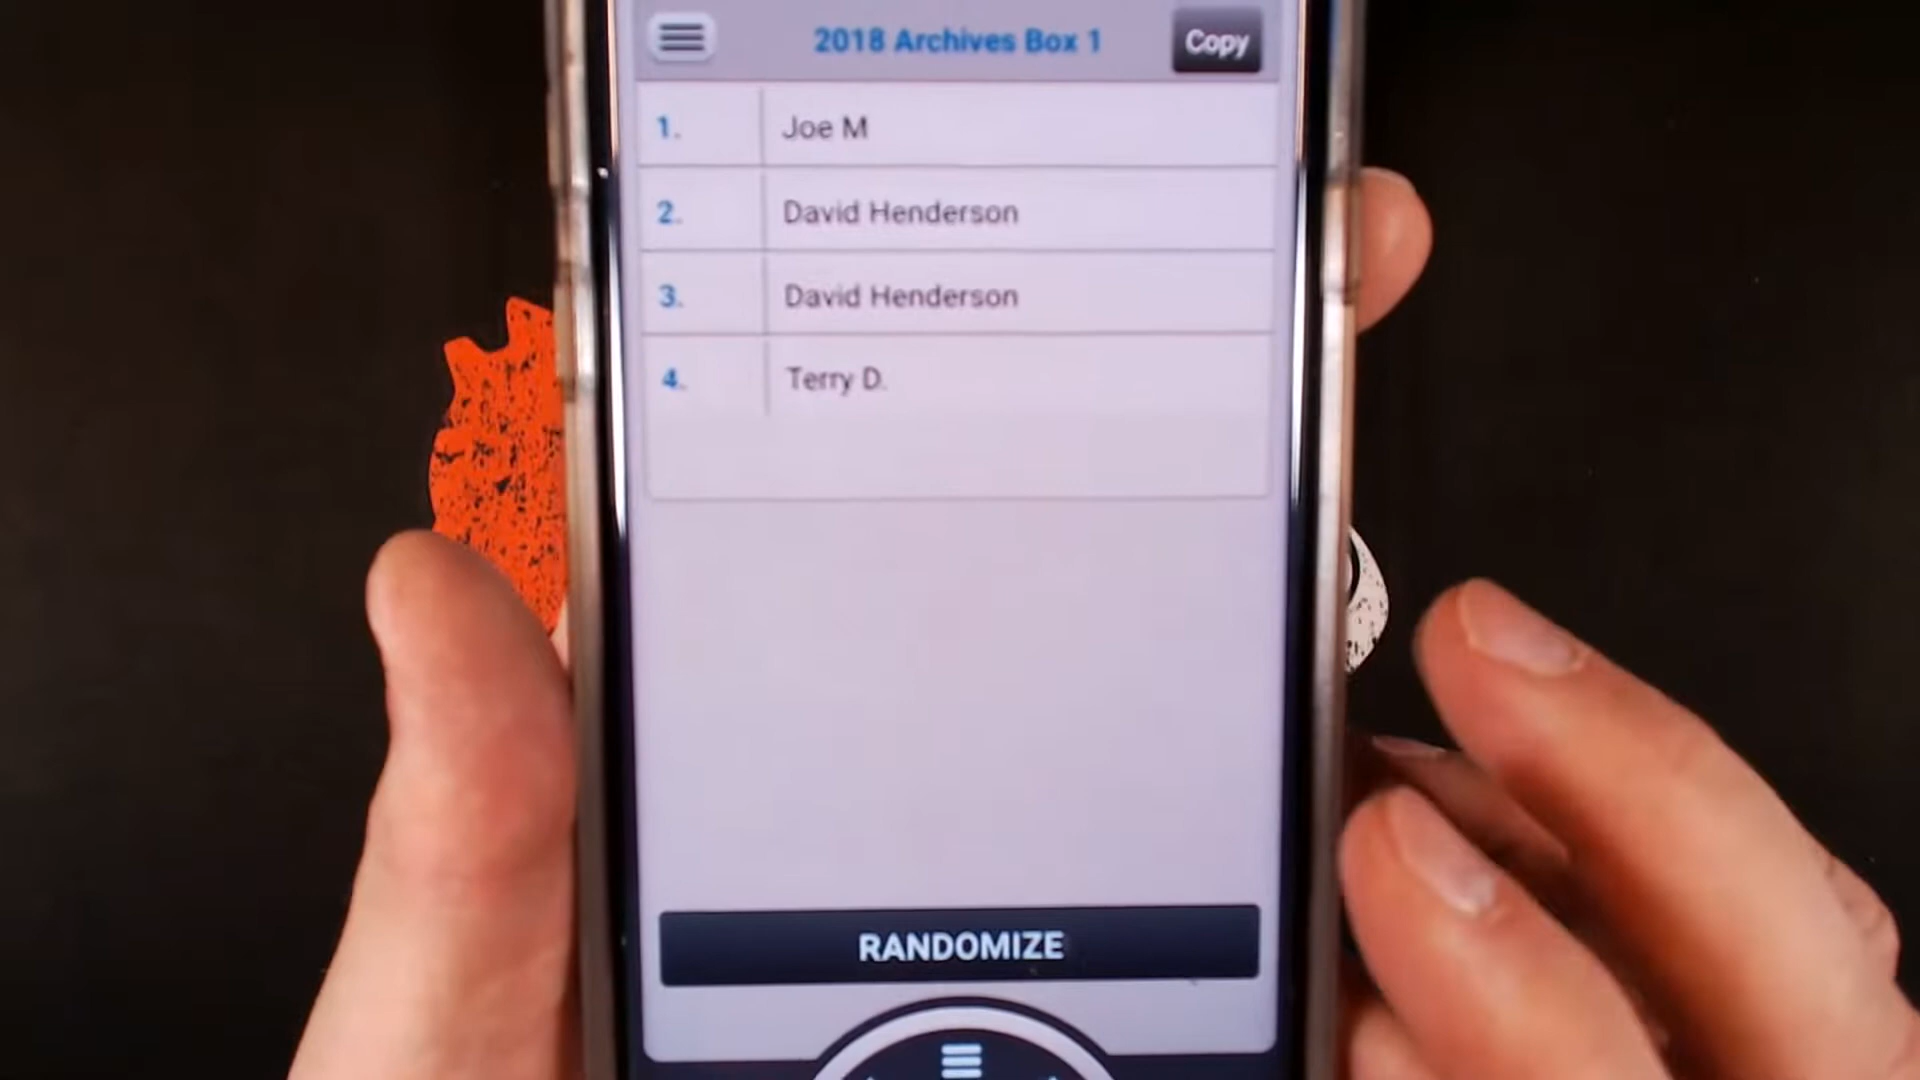 2018 Archives Box 1
Copy
1. Joe M
2. David Henderson
3. David Henderson
4. Terry D.
RANDOMIZE